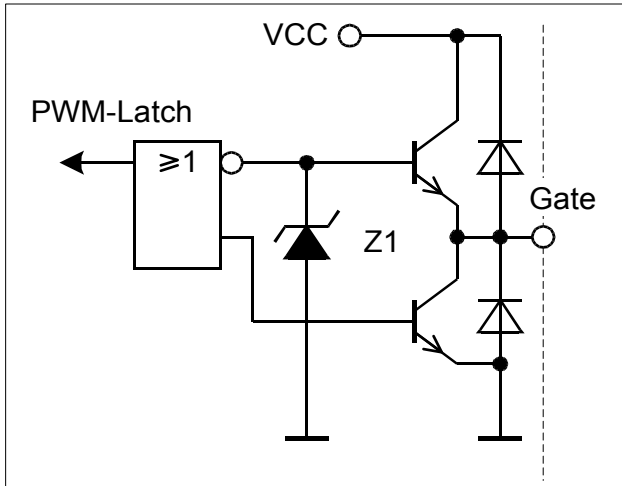 VCC
PWM-Latch
⩾1
Gate
Z1